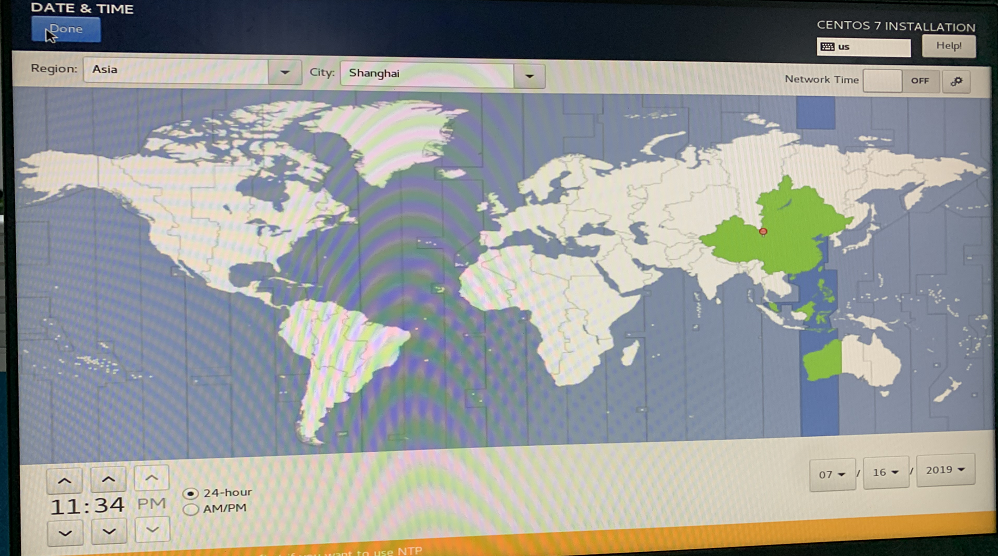 DATE & TIME
Done
CENTOS 7 INSTALLATION
us
Help!
Region: Asia City: Shanghai
Network Time OFF
11:34 PM
24-hour
AM/PM
07 / 16 / 2019
if you want to use NTP